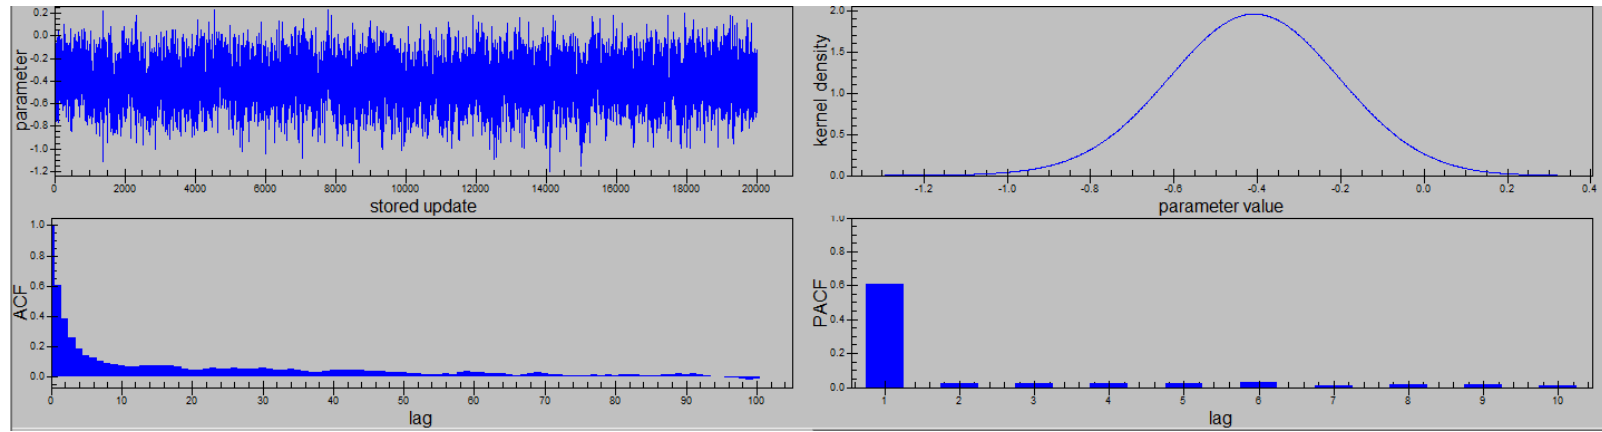 parameter
0.2
0.0
-0.2
-0.4
-0.6
-0.8
-1.0
-1.2
0 2000 4000 6000 8000 10000 12000 14000 16000 18000 20000
stored update
kernel density
2.0
1.5
1.0
0.5
0.0
-1.2 -1.0 -0.8 -0.6 -0.4 -0.2 0.0 0.2 0.4
parameter value
ACF
1.0
0.8
0.6
0.4
0.2
0.0
0 10 20 30 40 50 60 70 80 90 100
lag
PACF
1.0
0.8
0.6
0.4
0.2
0.0
1 2 3 4 5 6 7 8 9 10
lag